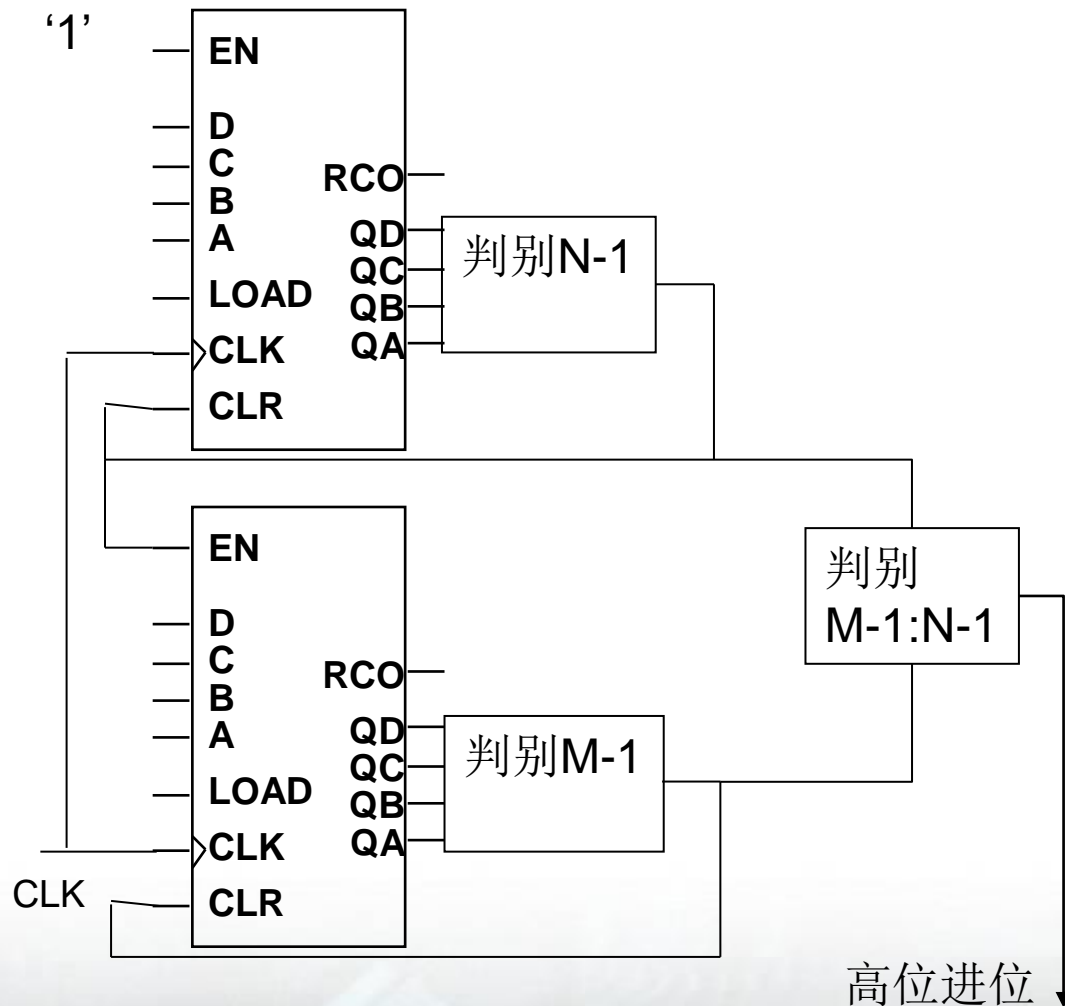 ‘1’
EN
D
C
B
A
LOAD
CLK
CLR
RCO
QD
QC
QB
QA
判别N-1
EN
D
C
B
A
LOAD
CLK
CLR
RCO
QD
QC
QB
QA
判别M-1
判别
M-1:N-1
CLK
高位进位